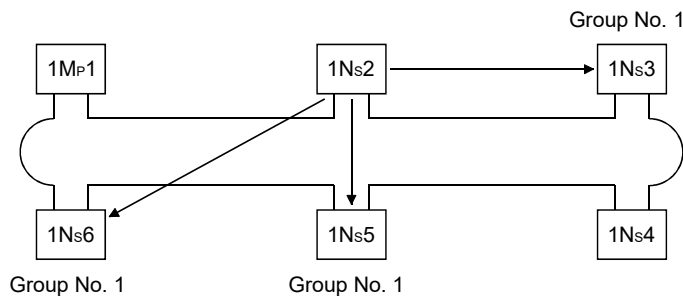 Group No. 1
1MP1 1NS2 1NS3
1NS6 1NS5 1NS4
Group No. 1 Group No. 1